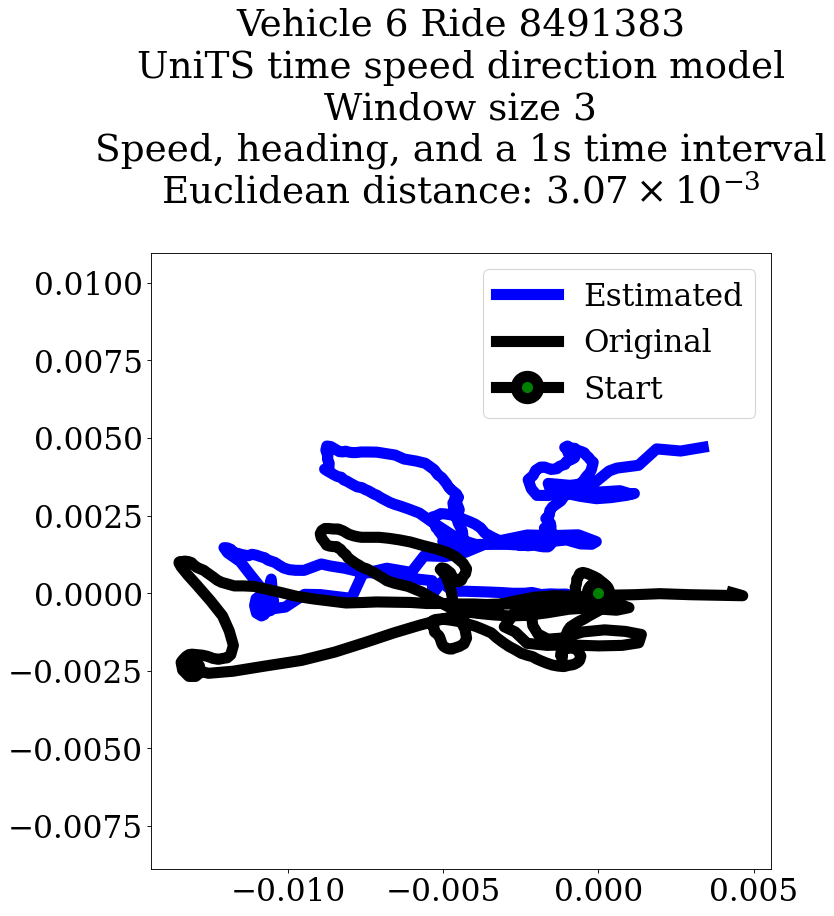 Vehicle 6 Ride 8491383
UniTS time speed direction model
Window size 3
Speed, heading, and a 1s time interval
Euclidean distance: 3.07 × 10⁻³
Estimated
Original
Start
0.0100
0.0075
0.0050
0.0025
0.0000
−0.0025
−0.0050
−0.0075
−0.010 −0.005 0.000 0.005